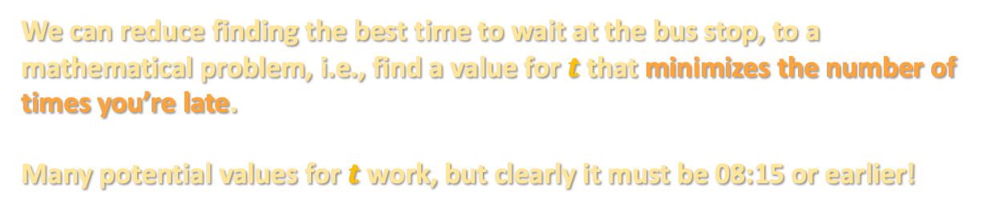 We can reduce finding the best time to wait at the bus stop, to a
mathematical problem, i.e., find a value for t that minimizes the number of
times you’re late.
Many potential values for t work, but clearly it must be 08:15 or earlier!